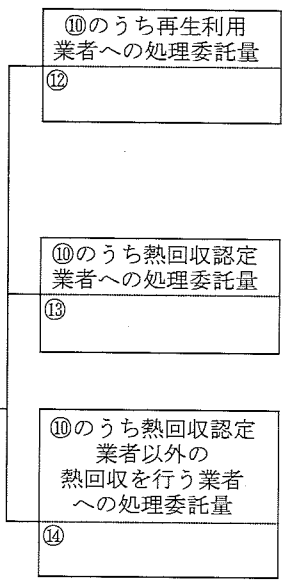 ⑩のうち再生利用
業者への処理委託量
⑫
⑩のうち熱回収認定
業者への処理委託量
⑬
⑩のうち熱回収認定
業者以外の
熱回収を行う業者
への処理委託量
⑭